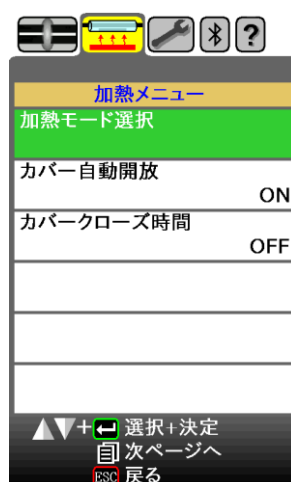 ?
加熱メニュー
加熱モード選択
カバー自動開放
ON
カバークローズ時間
OFF
+ 選択+決定
次ページへ
ESC 戻る